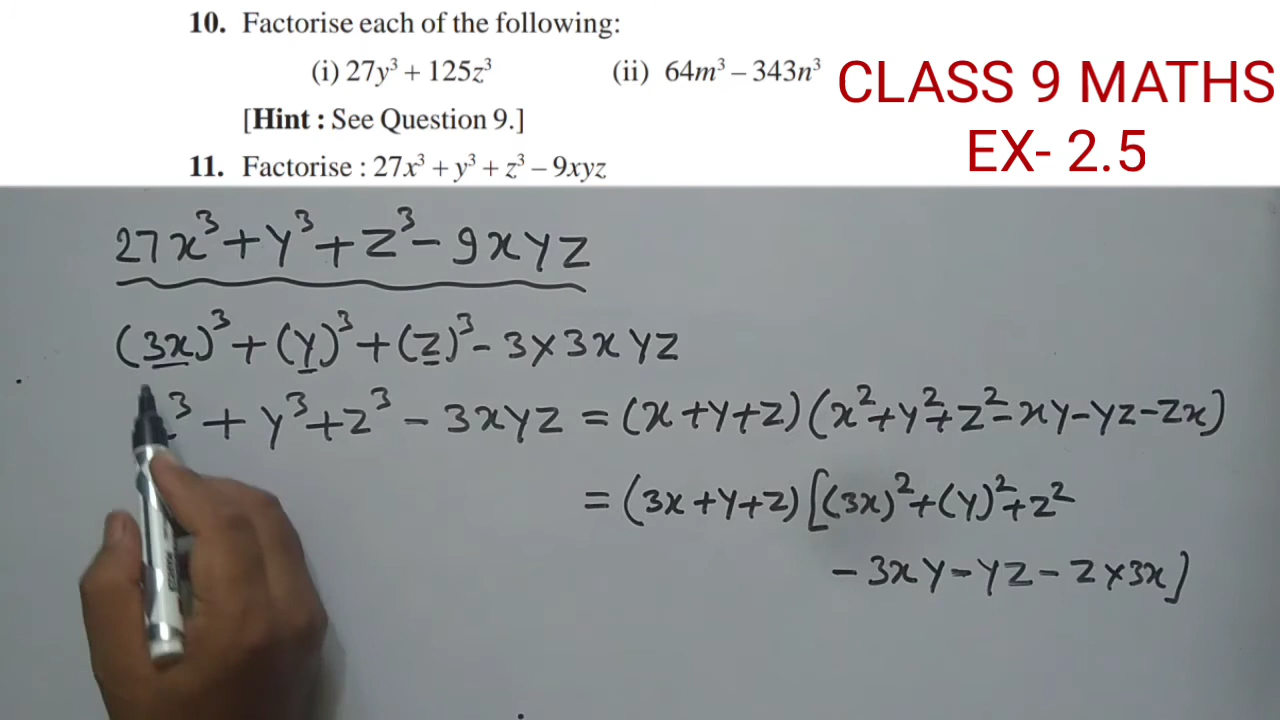 10. Factorise each of the following:
(i) 27y³ + 125z³ (ii) 64m³ – 343n³
[Hint : See Question 9.]
11. Factorise : 27x³ + y³ + z³ – 9xyz
CLASS 9 MATHS
EX- 2.5
27x³+y³+z³-9xyz
(3x)³+(y)³+(z)³-3×3xyz
³+y³+z³-3xyz=(x+y+z)(x²+y²+z²-xy-yz-zx)
=(3x+y+z)[(3x)²+(y)²+z²
-3xy-yz-z×3x]